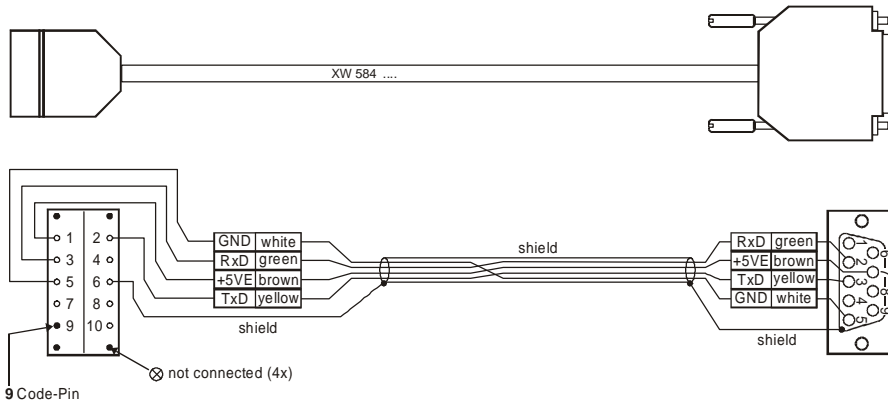 XW 584 ....
1 2
3 4
5 6
7 8
9 10
GND white
RxD green
+5VE brown
TxD yellow
shield
shield
RxD green
+5VE brown
TxD yellow
GND white
shield
1
2
3
4
5
6
7
8
9
not connected (4x)
9 Code-Pin